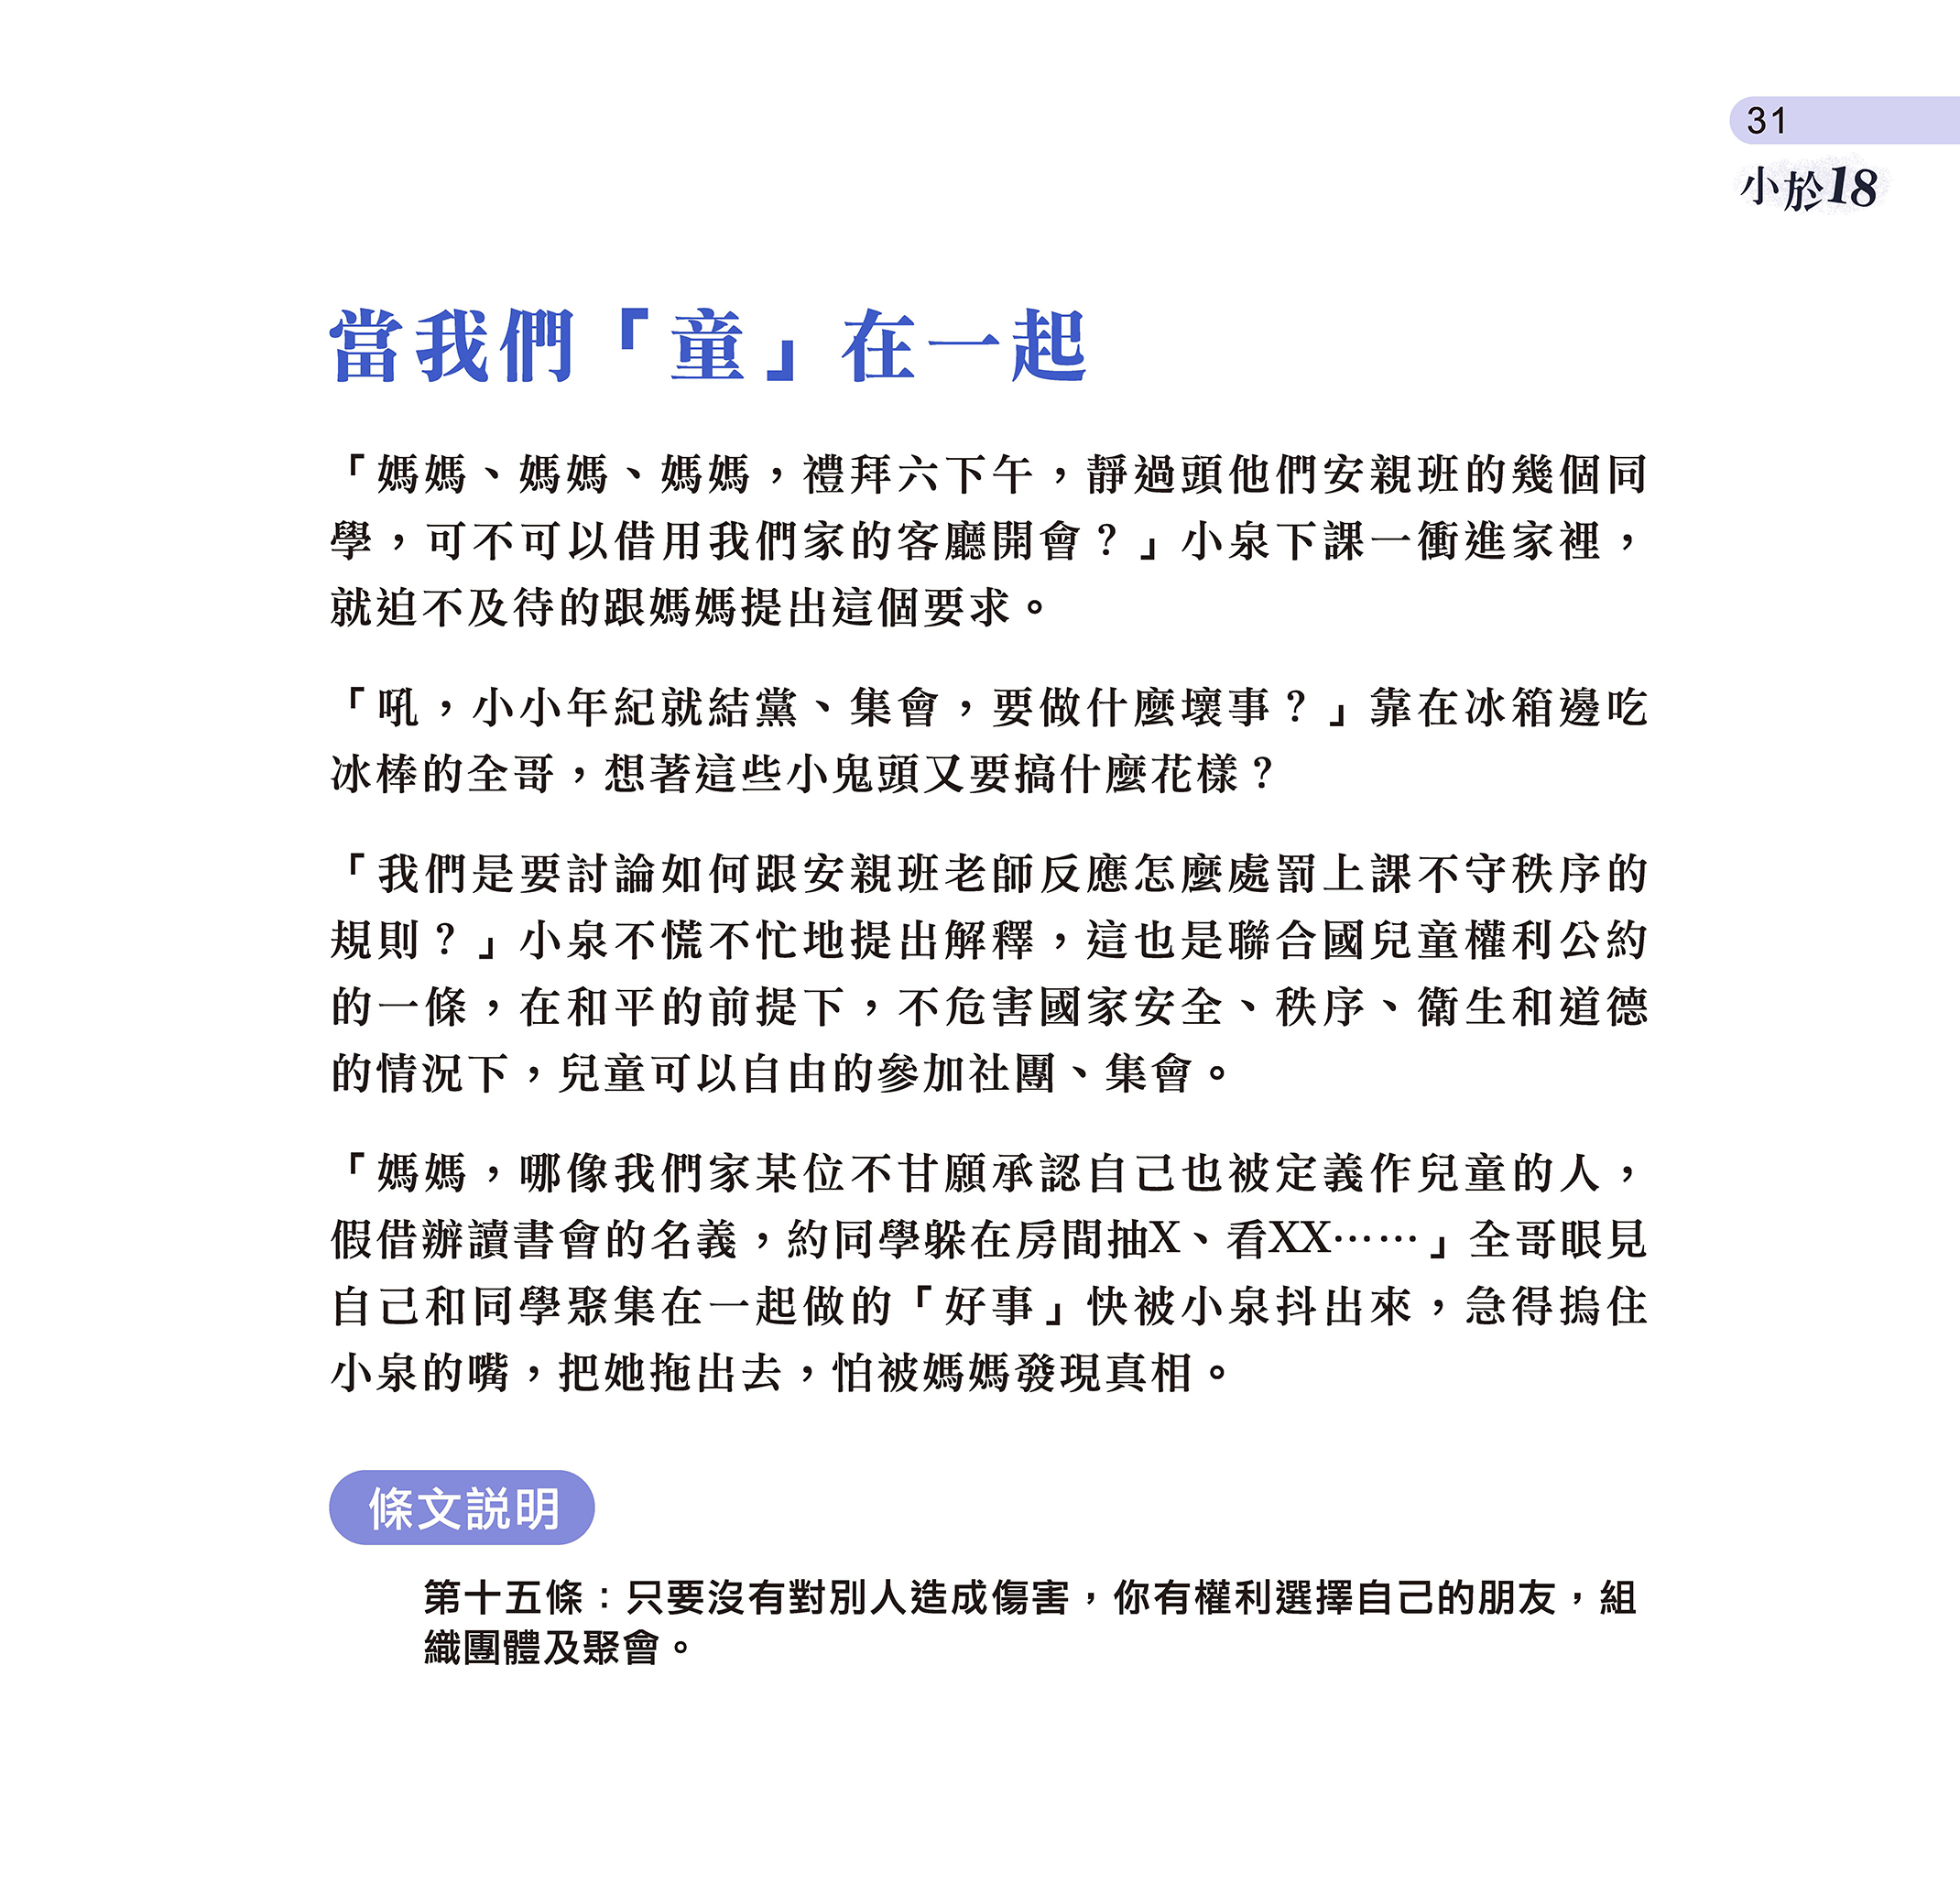 31
小於18
當我們「童」在一起
「媽媽、媽媽、媽媽，禮拜六下午，靜過頭他們安親班的幾個同
學，可不可以借用我們家的客廳開會？」小泉下課一衝進家裡，
就迫不及待的跟媽媽提出這個要求。
「吼，小小年紀就結黨、集會，要做什麼壞事？」靠在冰箱邊吃
冰棒的全哥，想著這些小鬼頭又要搞什麼花樣？
「我們是要討論如何跟安親班老師反應怎麼處罰上課不守秩序的
規則？」小泉不慌不忙地提出解釋，這也是聯合國兒童權利公約
的一條，在和平的前提下，不危害國家安全、秩序、衛生和道德
的情況下，兒童可以自由的參加社團、集會。
「媽媽，哪像我們家某位不甘願承認自己也被定義作兒童的人，
假借辦讀書會的名義，約同學躲在房間抽X、看XX……」全哥眼見
自己和同學聚集在一起做的「好事」快被小泉抖出來，急得摀住
小泉的嘴，把她拖出去，怕被媽媽發現真相。
條文説明
第十五條：只要沒有對別人造成傷害，你有權利選擇自己的朋友，組
織團體及聚會。